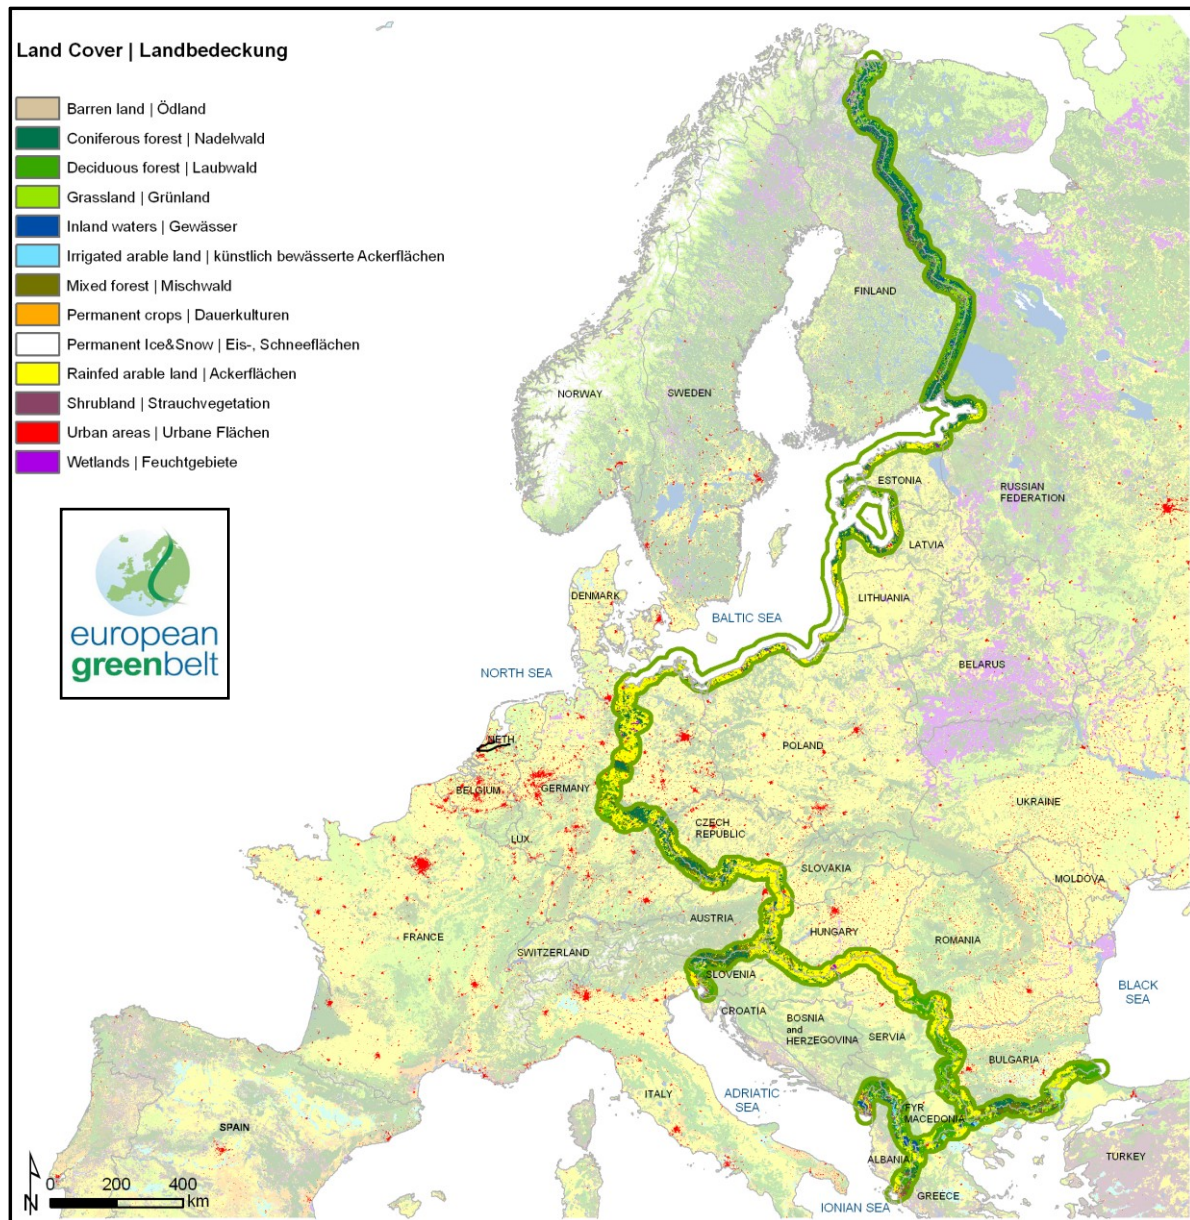 Land Cover | Landbedeckung
Barren land | Ödland
Coniferous forest | Nadelwald
Deciduous forest | Laubwald
Grassland | Grünland
Inland waters | Gewässer
Irrigated arable land | künstlich bewässerte Ackerflächen
Mixed forest | Mischwald
Permanent crops | Dauerkulturen
Permanent Ice&Snow | Eis-, Schneeflächen
Rainfed arable land | Ackerflächen
Shrubland | Strauchvegetation
Urban areas | Urbane Flächen
Wetlands | Feuchtgebiete
european
greenbelt
FINLAND
NORWAY
SWEDEN
ESTONIA
RUSSIAN
FEDERATION
LATVIA
DENMARK
LITHUANIA
BALTIC SEA
BELARUS
NORTH SEA
NETH
POLAND
BELGIUM
GERMANY
UKRAINE
CZECH
REPUBLIC
LUX.
SLOVAKIA
MOLDOVA
AUSTRIA
HUNGARY
FRANCE
ROMANIA
SWITZERLAND
SLOVENIA
BLACK
SEA
CROATIA
BOSNIA
and
HERZEGOVINA
SERVIA
BULGARIA
ITALY
ADRIATIC
SEA
FYR
MACEDONIA
SPAIN
ALBANIA
TURKEY
GREECE
IONIAN SEA
N
0 200 400
km